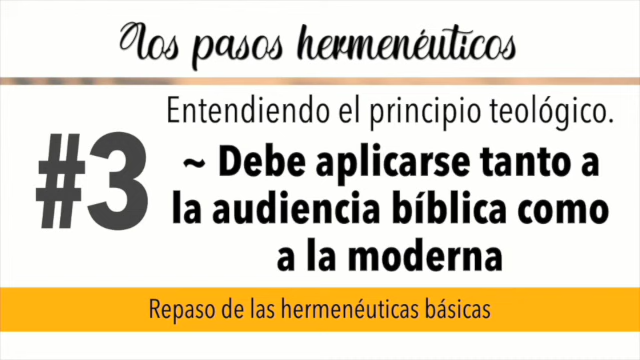 los pasos hermenéuticos
#3
Entendiendo el principio teológico.
~ Debe aplicarse tanto a
la audiencia bíblica como
a la moderna
Repaso de las hermenéuticas básicas